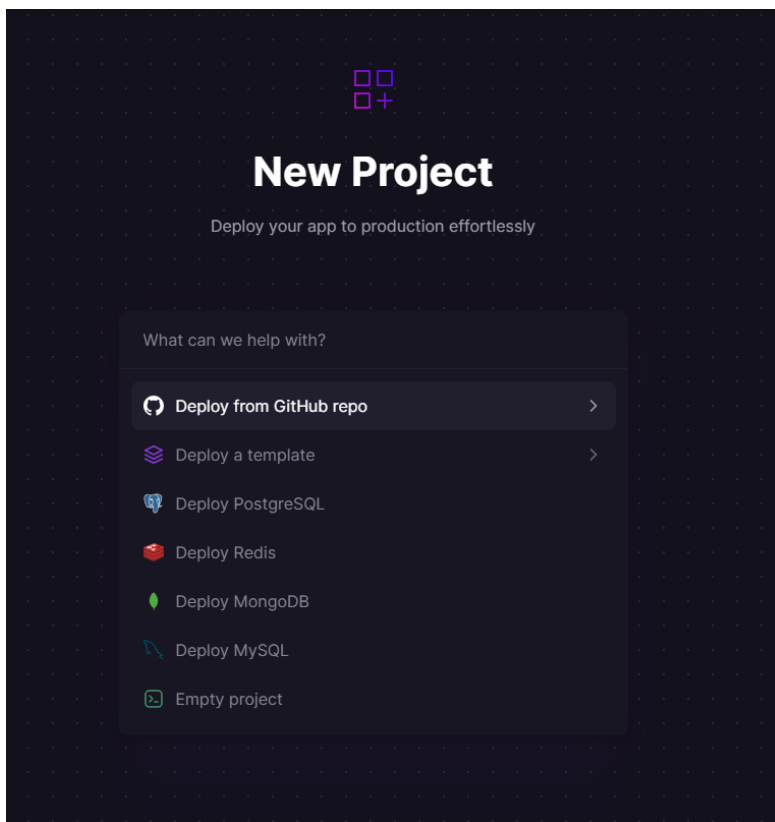 New Project
Deploy your app to production effortlessly
What can we help with?
Deploy from GitHub repo
Deploy a template
Deploy PostgreSQL
Deploy Redis
Deploy MongoDB
Deploy MySQL
Empty project